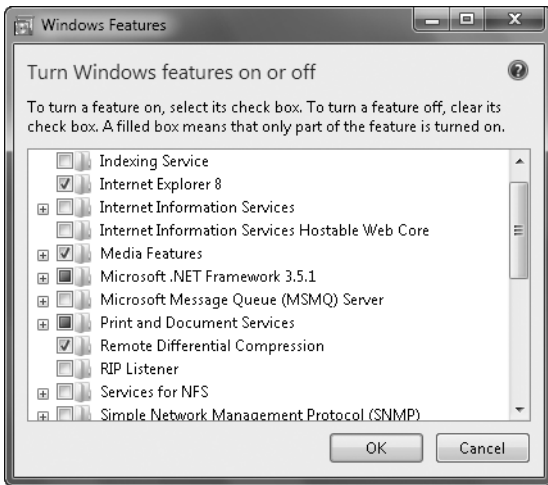 Windows Features
Turn Windows features on or off
To turn a feature on, select its check box. To turn a feature off, clear its
check box. A filled box means that only part of the feature is turned on.
Indexing Service
Internet Explorer 8
Internet Information Services
Internet Information Services Hostable Web Core
Media Features
Microsoft .NET Framework 3.5.1
Microsoft Message Queue (MSMQ) Server
Print and Document Services
Remote Differential Compression
RIP Listener
Services for NFS
Simple Network Management Protocol (SNMP)
OK Cancel